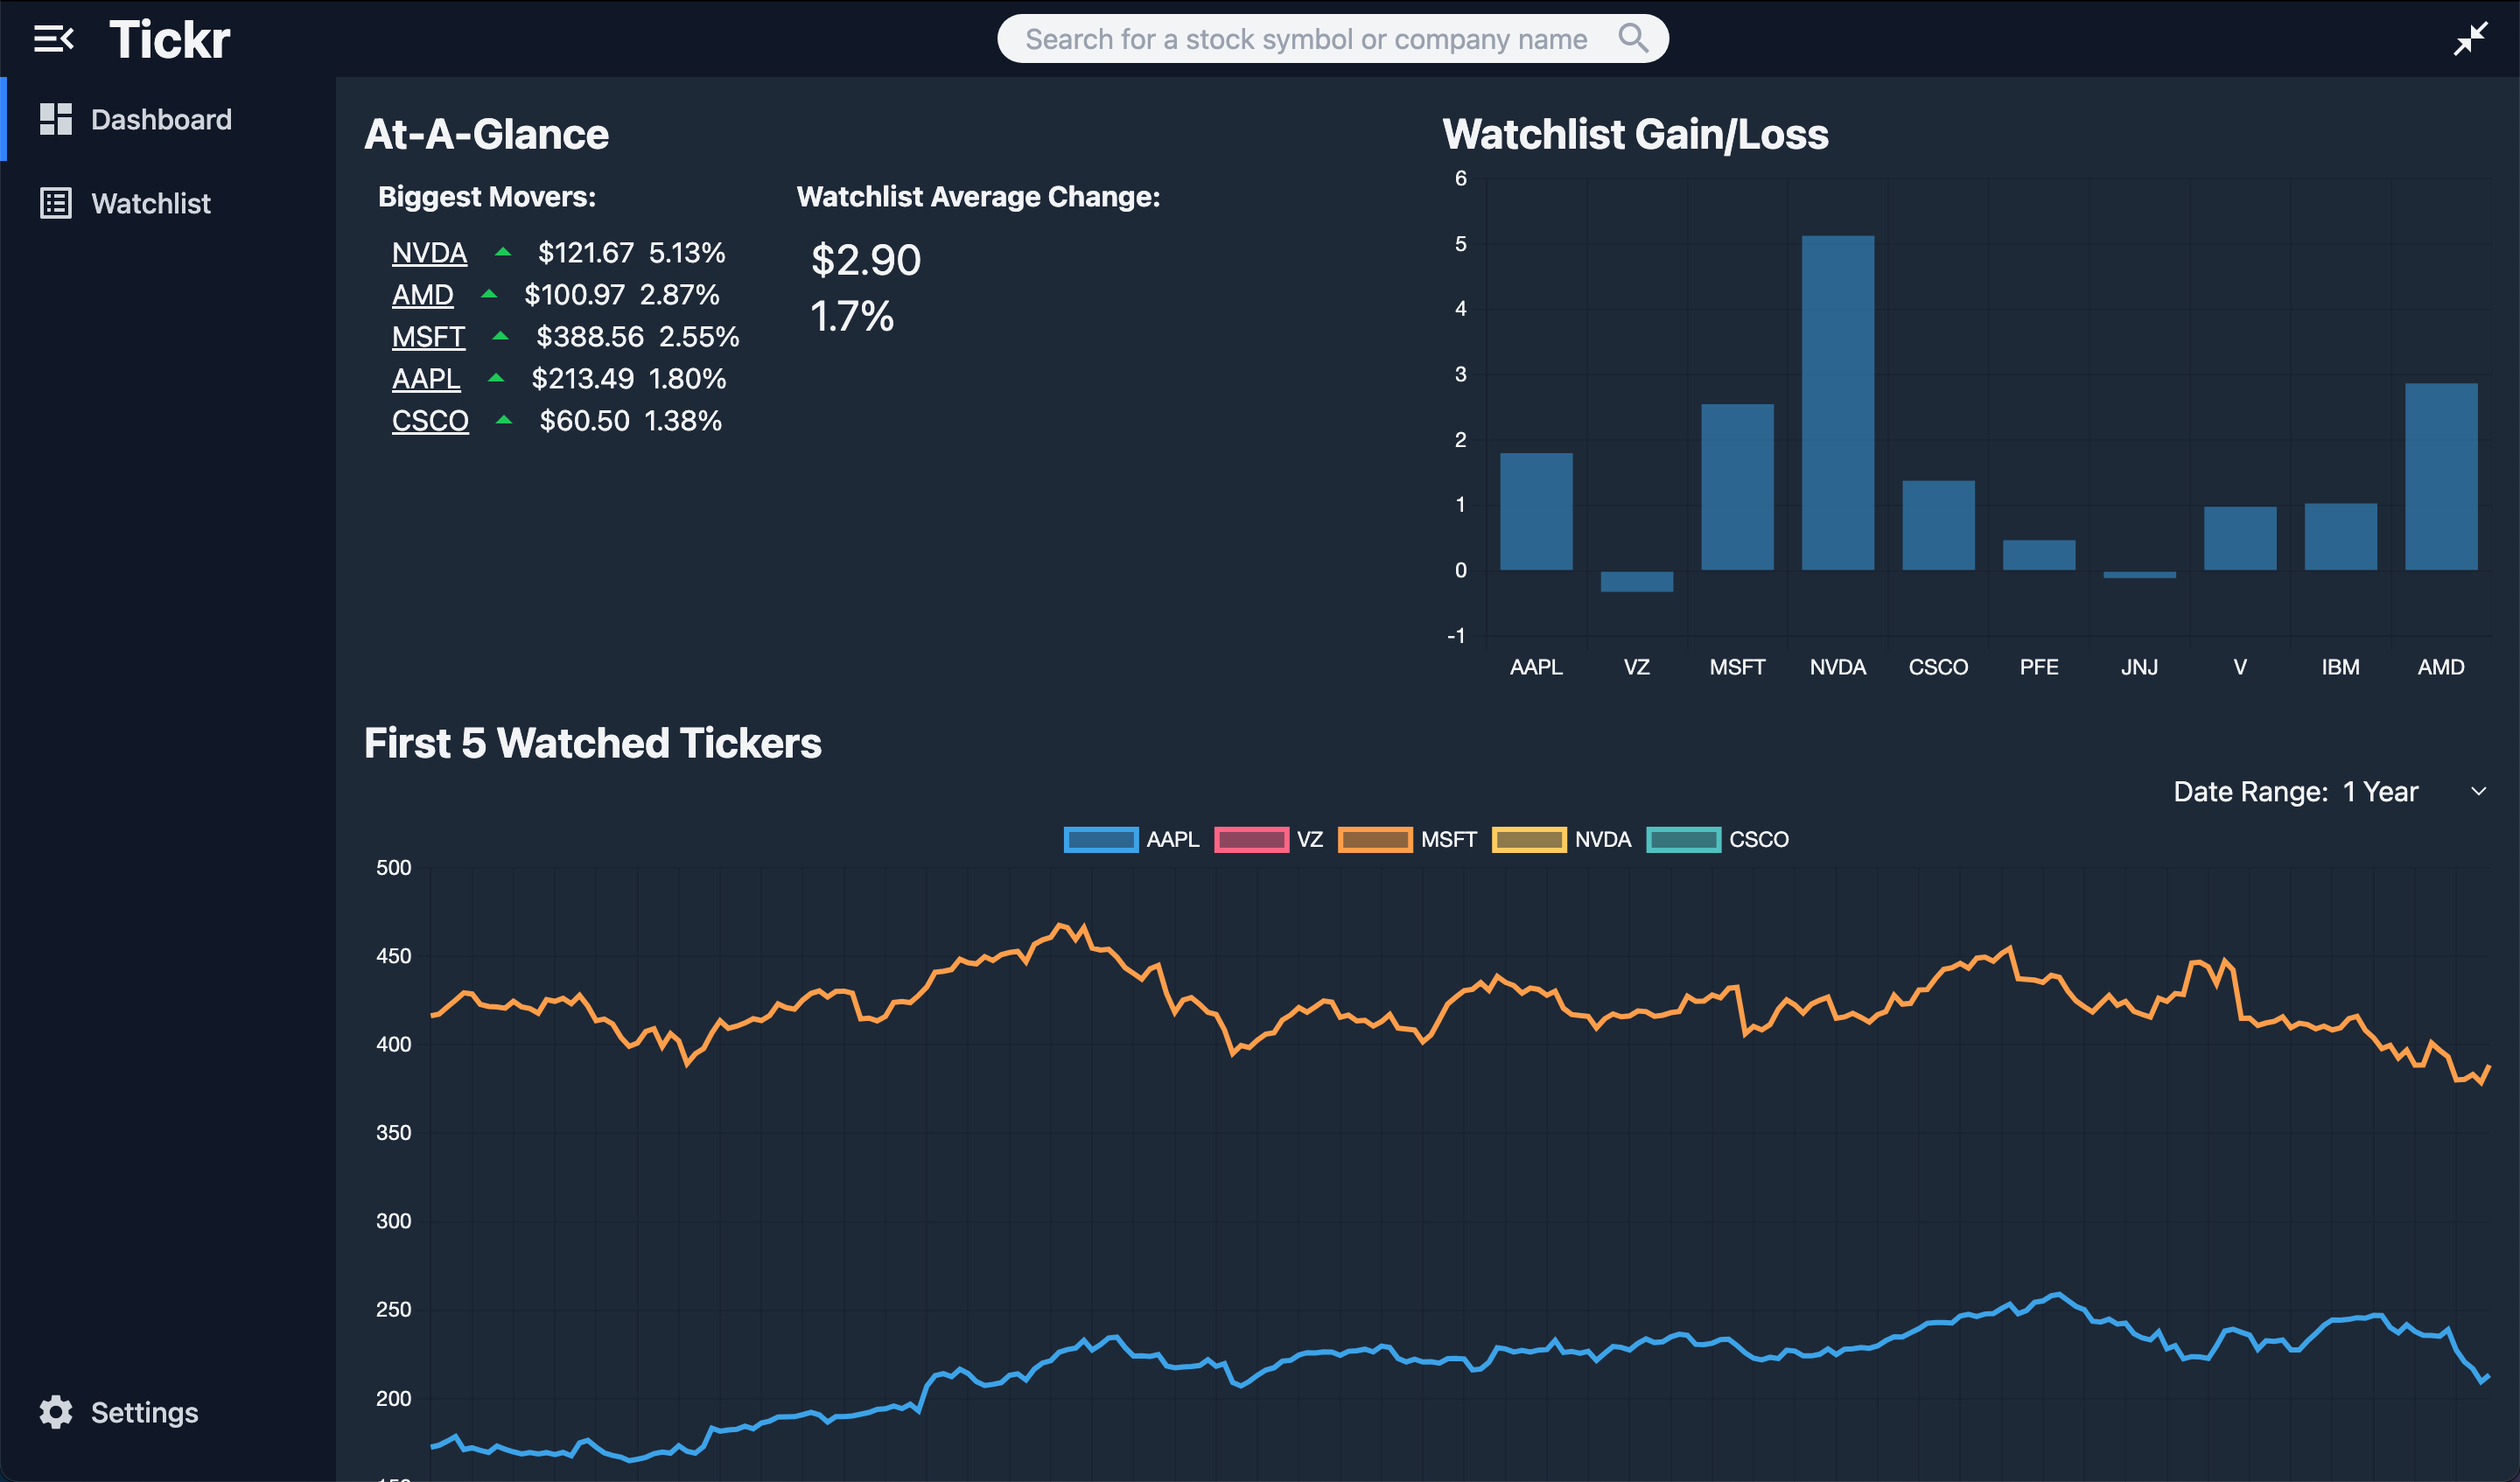 Tickr
Search for a stock symbol or company name
Dashboard
Watchlist
Settings
At-A-Glance
Biggest Movers:
NVDA $121.67 5.13%
AMD $100.97 2.87%
MSFT $388.56 2.55%
AAPL $213.49 1.80%
CSCO $60.50 1.38%
Watchlist Average Change:
$2.90
1.7%
Watchlist Gain/Loss
6
5
4
3
2
1
0
-1
AAPL VZ MSFT NVDA CSCO PFE JNJ V IBM AMD
First 5 Watched Tickers
Date Range: 1 Year
AAPL VZ MSFT NVDA CSCO
500
450
400
350
300
250
200